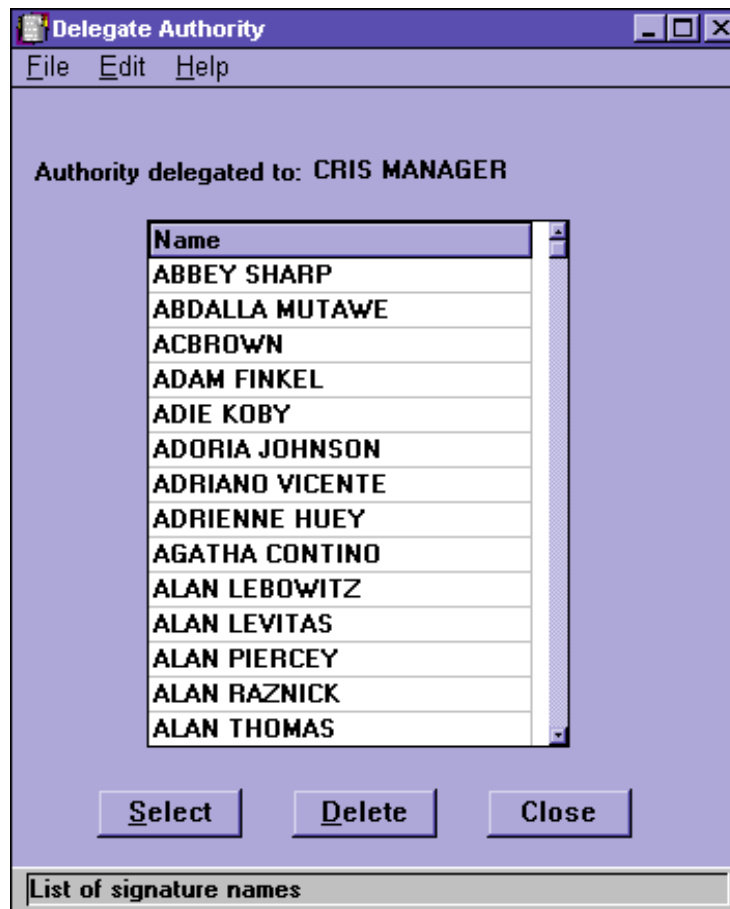 Delegate Authority
File Edit Help
Authority delegated to: CRIS MANAGER
Name
ABBEY SHARP
ABDALLA MUTAWE
ACBROWN
ADAM FINKEL
ADIE KOBY
ADORIA JOHNSON
ADRIANO VICENTE
ADRIENNE HUEY
AGATHA CONTINO
ALAN LEBOWITZ
ALAN LEVITAS
ALAN PIERCEY
ALAN RAZNICK
ALAN THOMAS
Select Delete Close
List of signature names